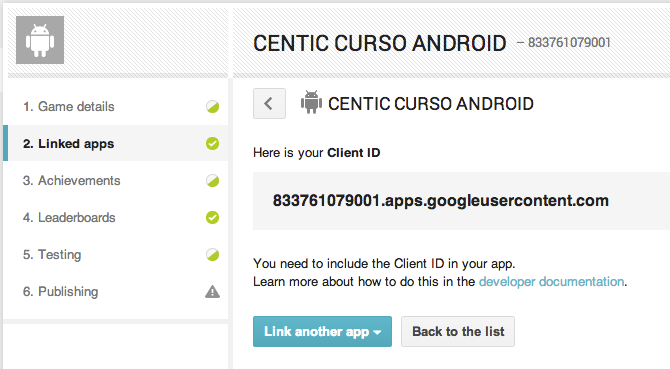 CENTIC CURSO ANDROID – 833761079001
1. Game details
2. Linked apps
3. Achievements
4. Leaderboards
5. Testing
6. Publishing
CENTIC CURSO ANDROID
Here is your Client ID
833761079001.apps.googleusercontent.com
You need to include the Client ID in your app.
Learn more about how to do this in the developer documentation.
Link another app
Back to the list